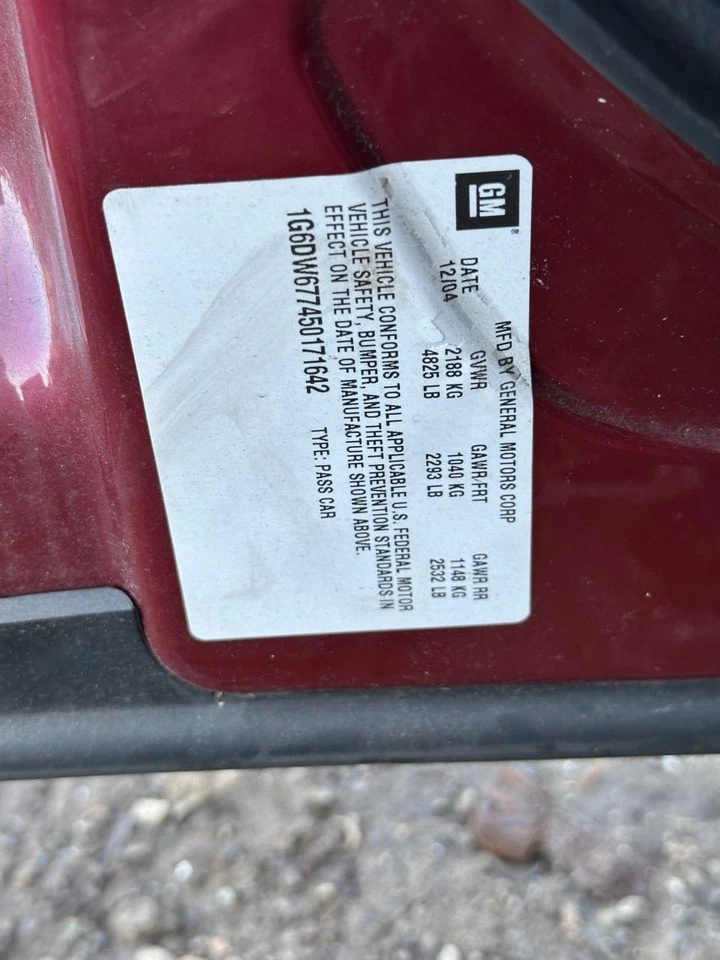 GM
MFD BY GENERAL MOTORS CORP
DATE GVWR GAWR FRT GAWR RR
12/04 2188 KG 1040 KG 1148 KG
4825 LB 2293 LB 2532 LB
THIS VEHICLE CONFORMS TO ALL APPLICABLE U.S. FEDERAL MOTOR
VEHICLE SAFETY, BUMPER, AND THEFT PREVENTION STANDARDS IN
EFFECT ON THE DATE OF MANUFACTURE SHOWN ABOVE.
1G6DW677450171642 TYPE: PASS CAR